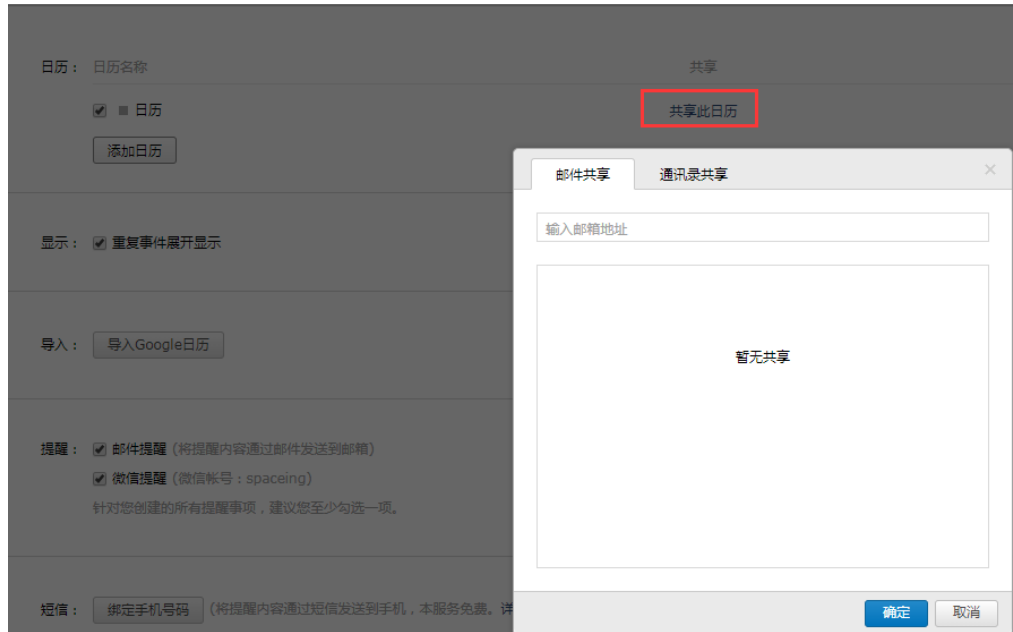 日历： 日历名称 共享
日历 共享此日历
添加日历
邮件共享 通讯录共享 ×
输入邮箱地址
显示： 重复事件展开显示
导入： 导入Google日历
暂无共享
提醒： 邮件提醒 (将提醒内容通过邮件发送到邮箱)
微信提醒 (微信帐号：spaceing)
针对您创建的所有提醒事项，建议您至少勾选一项。
短信： 绑定手机号码 (将提醒内容通过短信发送到手机，本服务免费。详
确定 取消